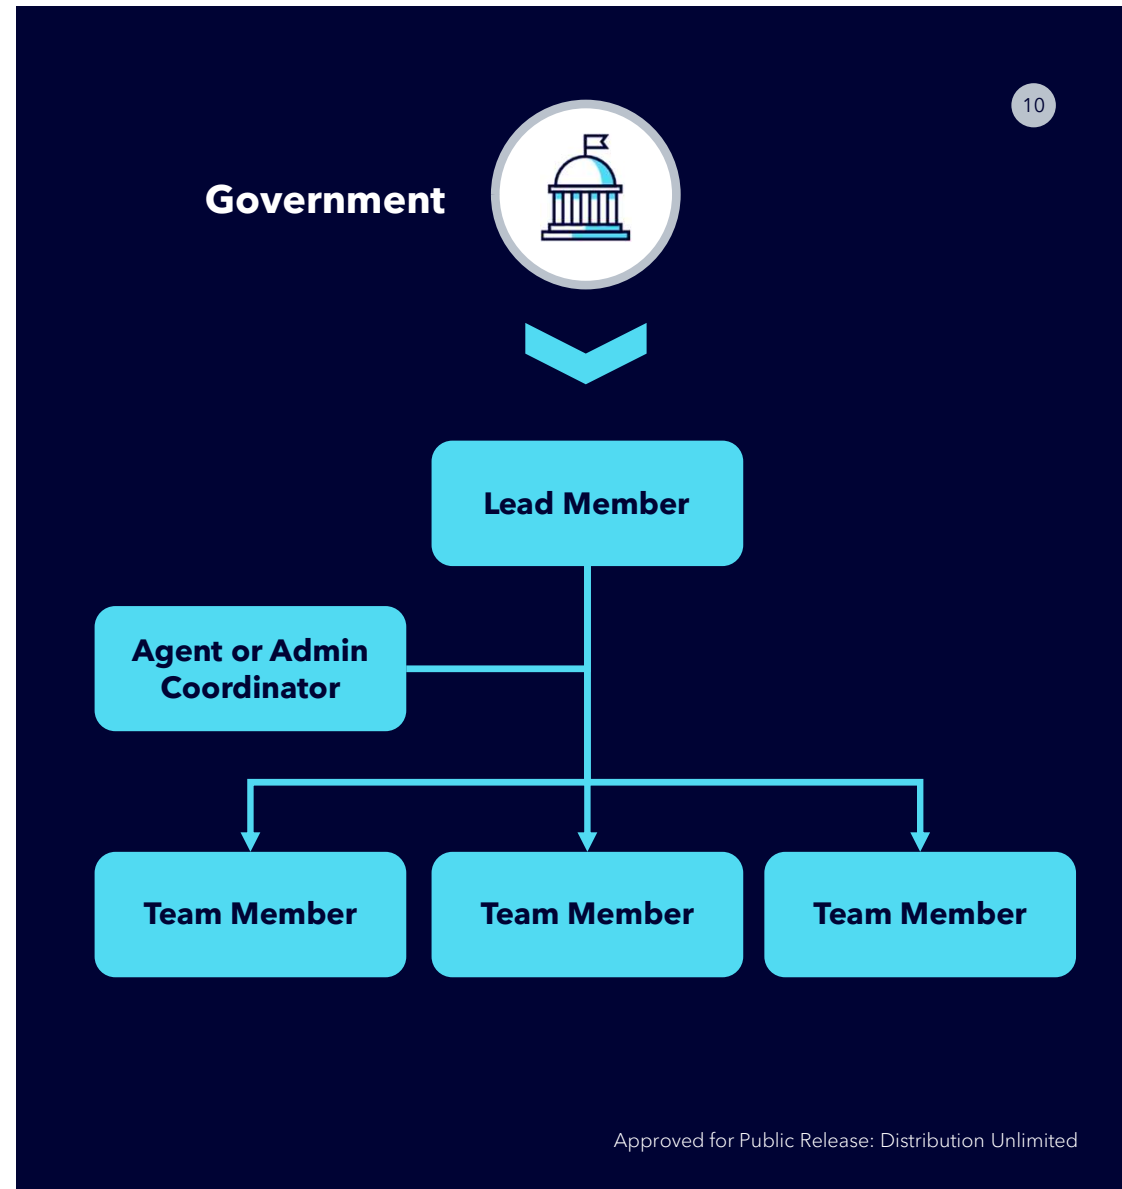 10
Government
Lead Member
Agent or Admin
Coordinator
Team Member
Team Member
Team Member
Approved for Public Release: Distribution Unlimited